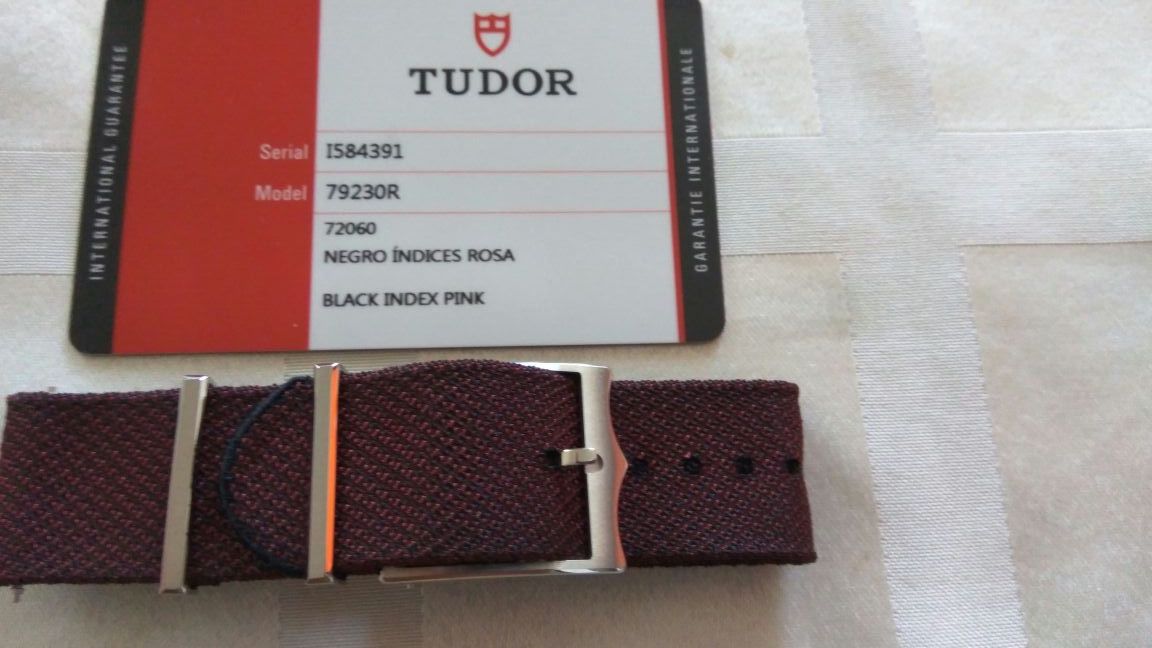 INTERNATIONAL GUARANTEE
TUDOR
Serial I584391
Model 79230R
72060
NEGRO ÍNDICES ROSA
BLACK INDEX PINK
GARANTIE INTERNATIONALE